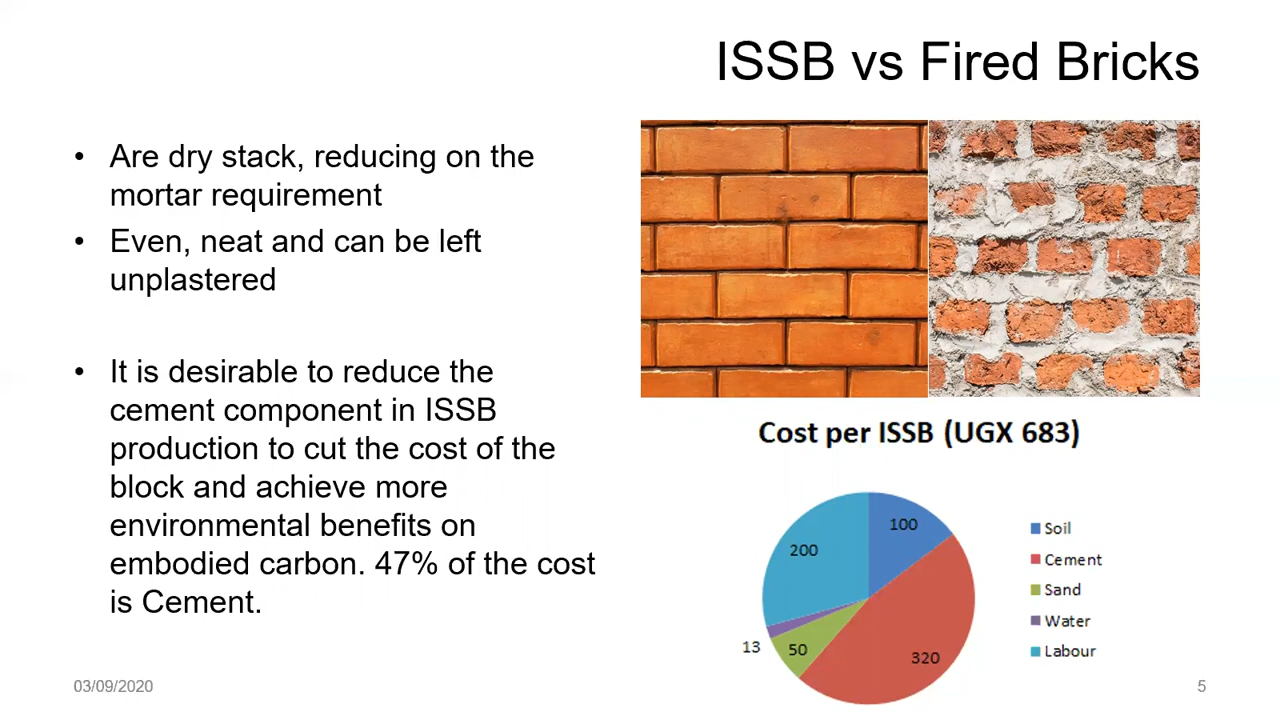 ISSB vs Fired Bricks
• Are dry stack, reducing on the
mortar requirement
• Even, neat and can be left
unplastered
• It is desirable to reduce the
cement component in ISSB
production to cut the cost of the
block and achieve more
environmental benefits on
embodied carbon. 47% of the cost
is Cement.
Cost per ISSB (UGX 683)
100
200
320
50
13
Soil
Cement
Sand
Water
Labour
03/09/2020
5